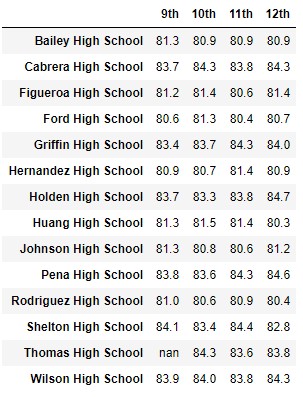 9th 10th 11th 12th
Bailey High School 81.3 80.9 80.9 80.9
Cabrera High School 83.7 84.3 83.8 84.3
Figueroa High School 81.2 81.4 80.6 81.4
Ford High School 80.6 81.3 80.4 80.7
Griffin High School 83.4 83.7 84.3 84.0
Hernandez High School 80.9 80.7 81.4 80.9
Holden High School 83.7 83.3 83.8 84.7
Huang High School 81.3 81.5 81.4 80.3
Johnson High School 81.3 80.8 80.6 81.2
Pena High School 83.8 83.6 84.3 84.6
Rodriguez High School 81.0 80.6 80.9 80.4
Shelton High School 84.1 83.4 84.4 82.8
Thomas High School nan 84.3 83.6 83.8
Wilson High School 83.9 84.0 83.8 84.3